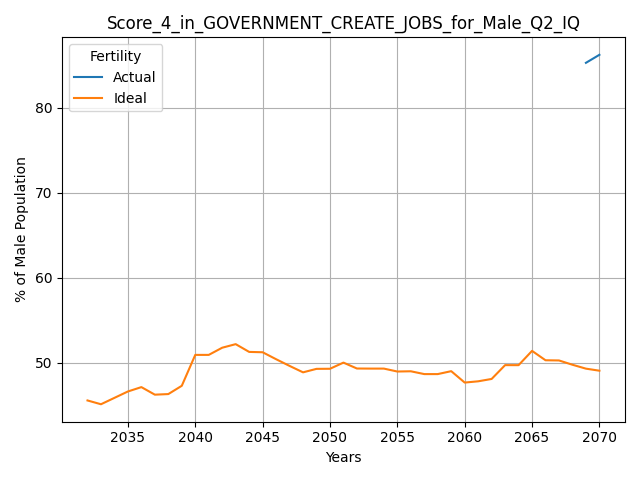 Score_4_in_GOVERNMENT_CREATE_JOBS_for_Male_Q2_IQ
Fertility
Actual
Ideal
% of Male Population
80
70
60
50
2035 2040 2045 2050 2055 2060 2065 2070
Years